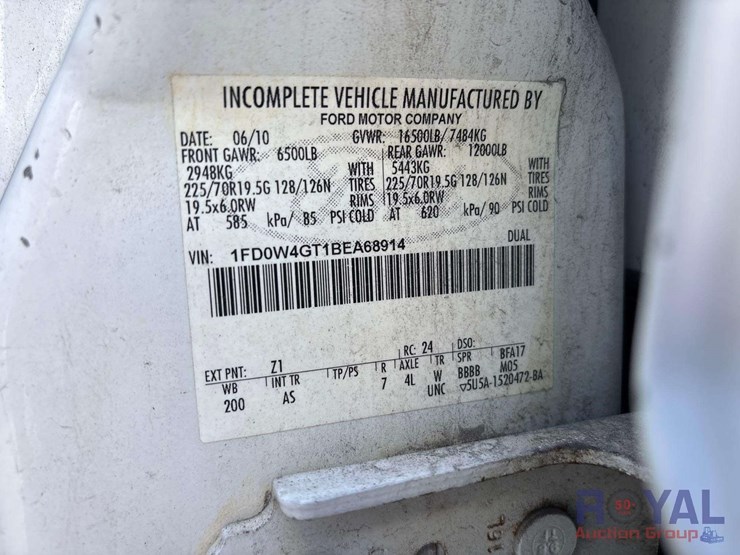 INCOMPLETE VEHICLE MANUFACTURED BY
FORD MOTOR COMPANY
DATE: 06/10 GVWR: 16500LB/ 7484KG
FRONT GAWR: 6500LB REAR GAWR: 12000LB
2948KG WITH 5443KG WITH
225/70R19.5G 128/126N TIRES 225/70R19.5G 128/126N TIRES
19.5x6.0RW RIMS 19.5x6.0RW RIMS
AT 585 kPa/ 85 PSI COLD AT 620 kPa/ 90 PSI COLD
VIN: 1FD0W4GT1BEA68914 DUAL
EXT PNT: Z1 RC: 24 DSO:
WB INT TR TP/PS R AXLE TR SPR BFA17
200 AS 7 4L W BBBB M05
UNC ▽5U5A-1520472-BA
ROYAL
Auction Group